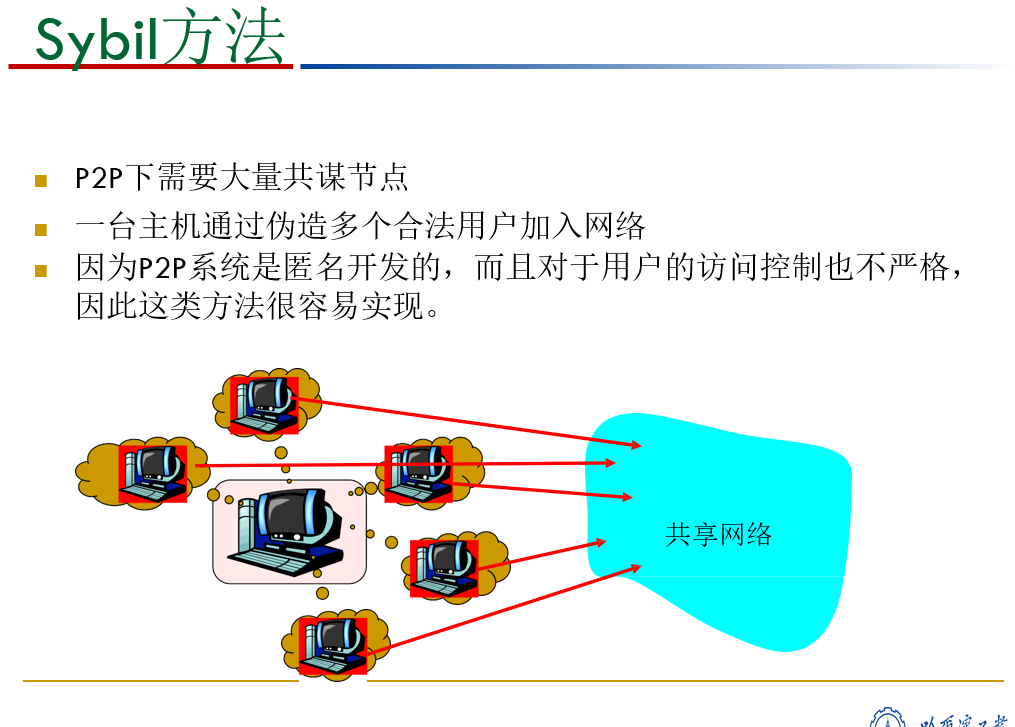 Sybil方法
P2P下需要大量共谋节点
一台主机通过伪造多个合法用户加入网络
因为P2P系统是匿名开发的，而且对于用户的访问控制也不严格，
因此这类方法很容易实现。
共享网络